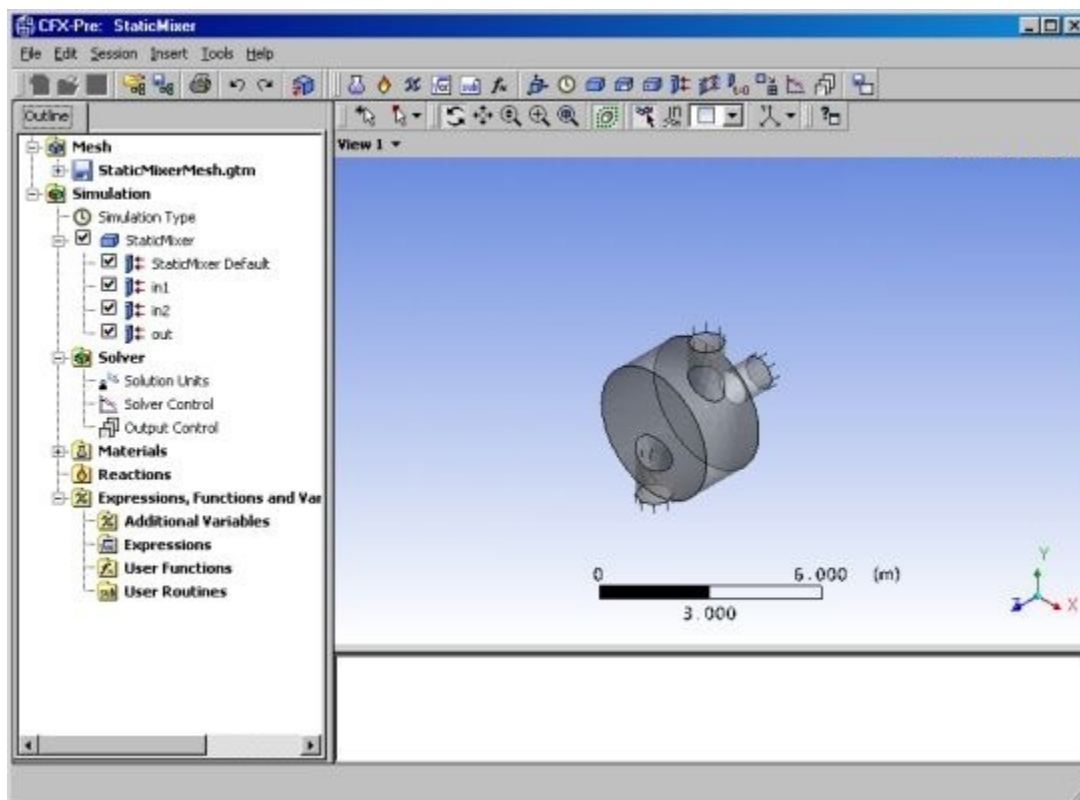 CFX-Pre: StaticMixer
File Edit Session Insert Tools Help
Outline
Mesh
StaticMixerMesh.gtm
Simulation
Simulation Type
StaticMixer
StaticMixer Default
in1
in2
out
Solver
Solution Units
Solver Control
Output Control
Materials
Reactions
Expressions, Functions and Var
Additional Variables
Expressions
User Functions
User Routines
View 1
0 6.000 (m)
3.000
Y
Z X